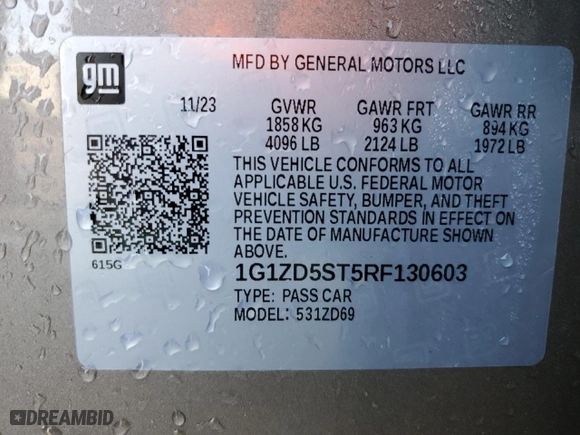 gm
MFD BY GENERAL MOTORS LLC
11/23 GVWR GAWR FRT GAWR RR
1858 KG 963 KG 894 KG
4096 LB 2124 LB 1972 LB
THIS VEHICLE CONFORMS TO ALL
APPLICABLE U.S. FEDERAL MOTOR
VEHICLE SAFETY, BUMPER, AND THEFT
PREVENTION STANDARDS IN EFFECT ON
THE DATE OF MANUFACTURE SHOWN
ABOVE.
615G
1G1ZD5ST5RF130603
TYPE: PASS CAR
MODEL: 531ZD69
DREAMBID